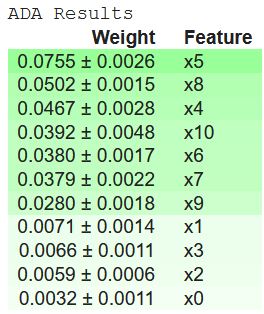 ADA Results
Weight Feature
0.0755 ± 0.0026 x5
0.0502 ± 0.0015 x8
0.0467 ± 0.0028 x4
0.0392 ± 0.0048 x10
0.0380 ± 0.0017 x6
0.0379 ± 0.0022 x7
0.0280 ± 0.0018 x9
0.0071 ± 0.0014 x1
0.0066 ± 0.0011 x3
0.0059 ± 0.0006 x2
0.0032 ± 0.0011 x0